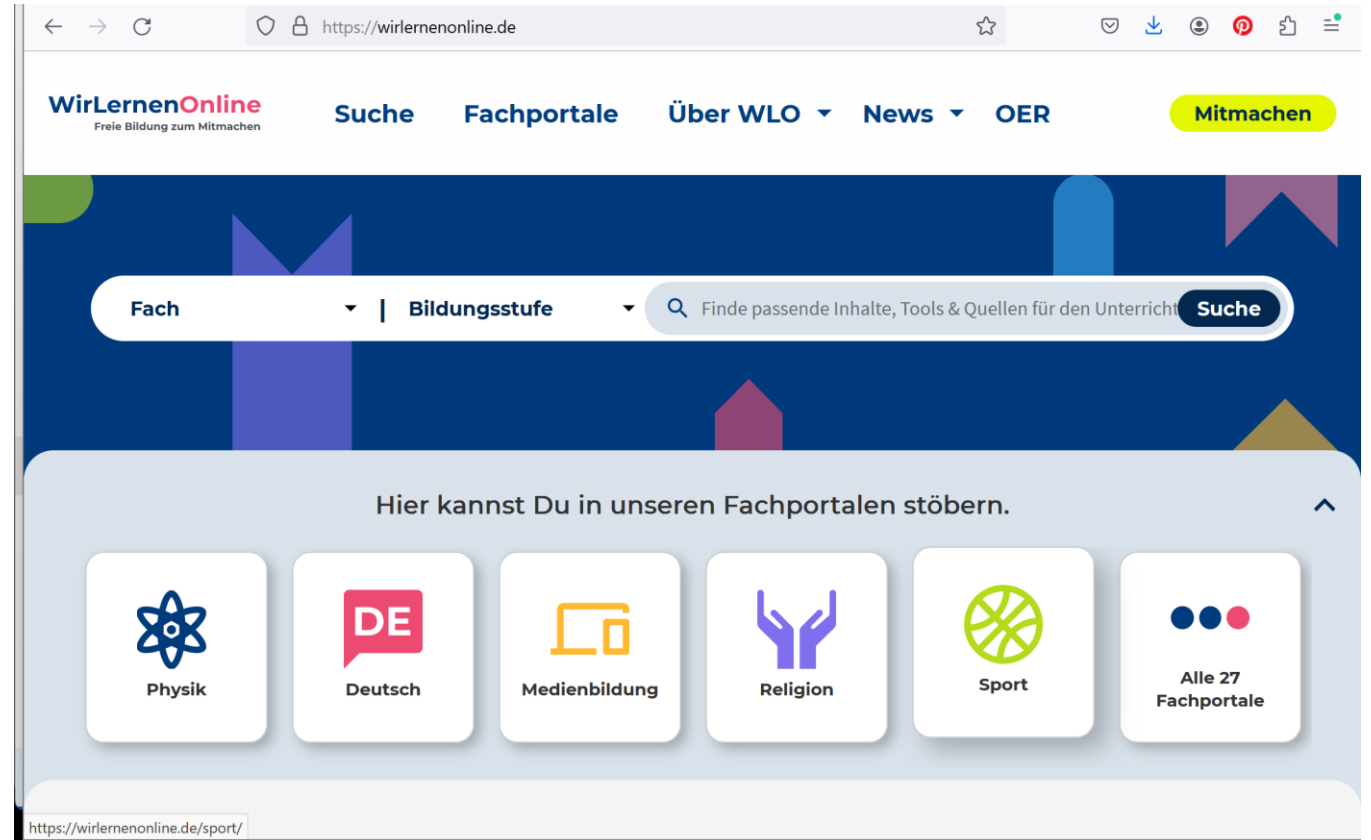 https://wirlernenonline.de
WirLernenOnline
Freie Bildung zum Mitmachen
Suche Fachportale Über WLO News OER
Mitmachen
Fach | Bildungsstufe Finde passende Inhalte, Tools & Quellen für den Unterricht Suche
Hier kannst Du in unseren Fachportalen stöbern.
DE
Physik Deutsch Medienbildung Religion Sport Alle 27
Fachportale
https://wirlernenonline.de/sport/